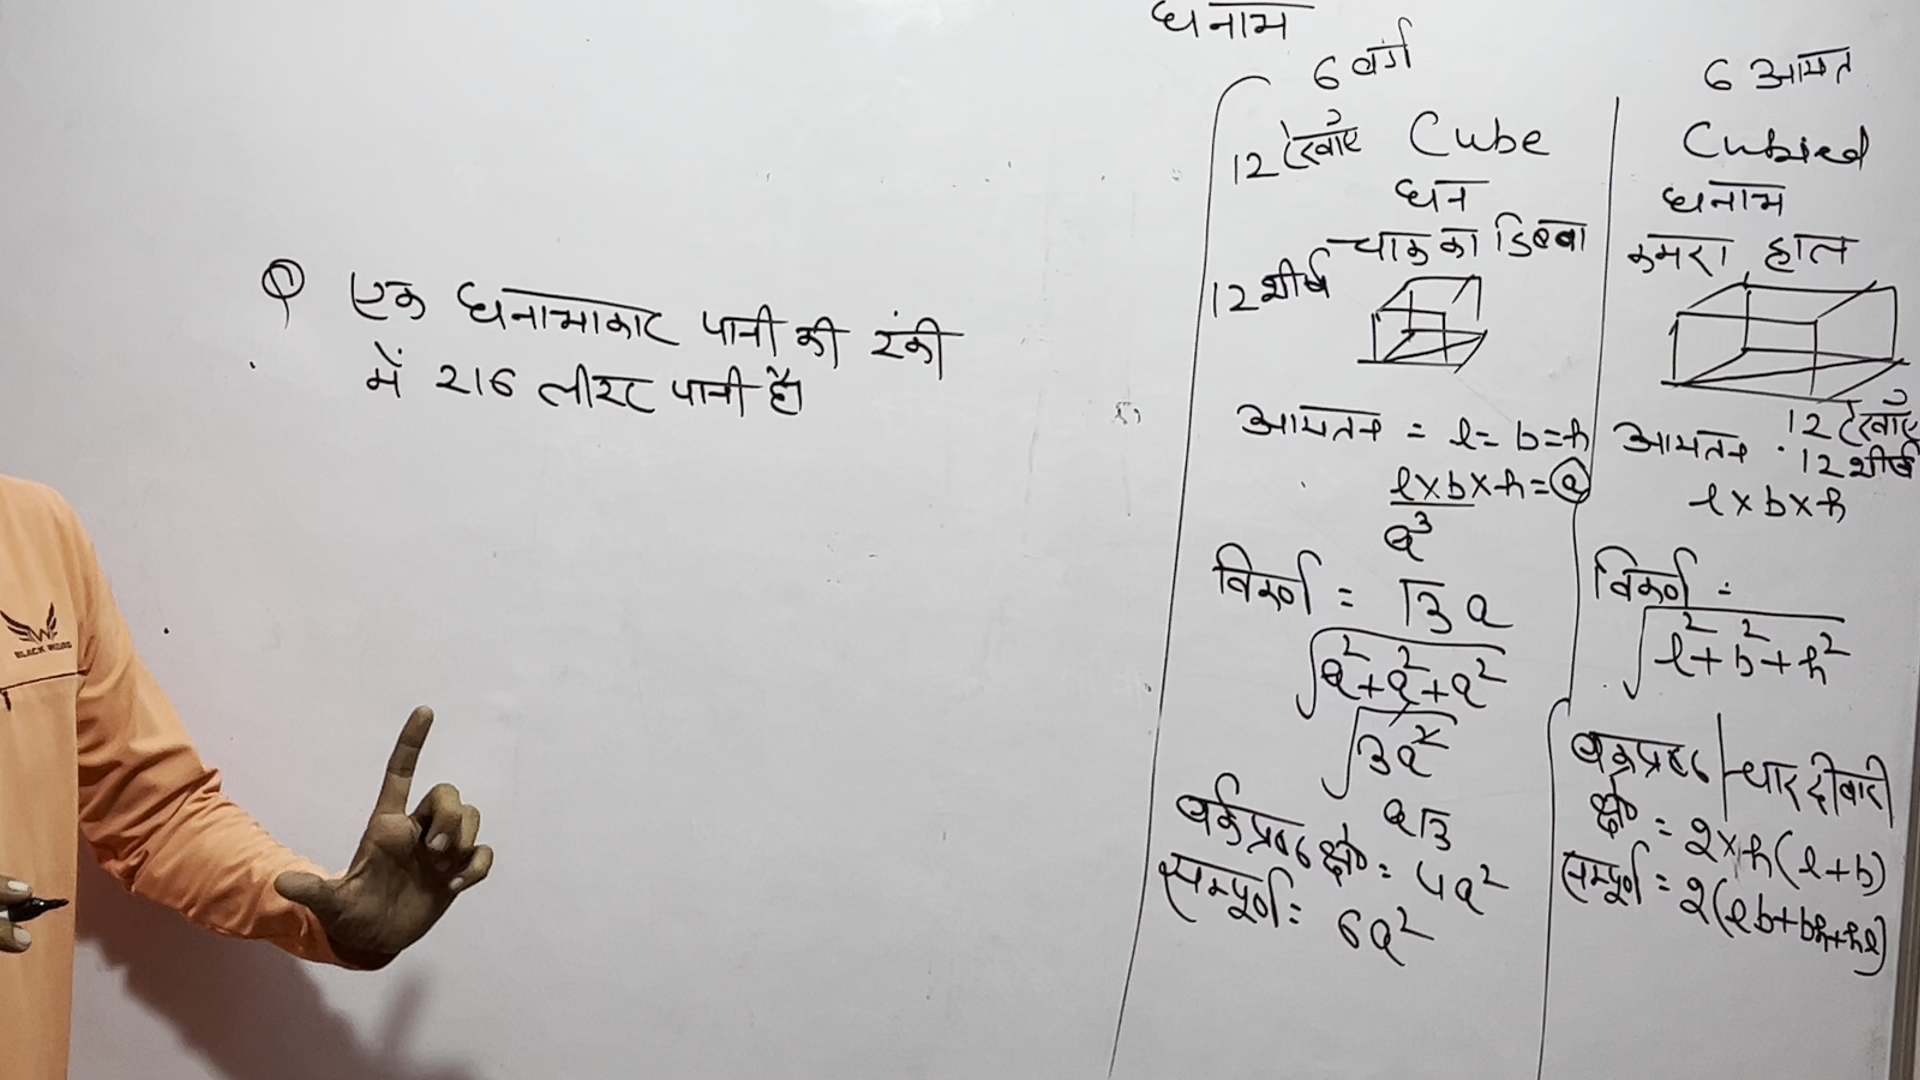 घनाभ
Q एक घनाभाकार पानी की टंकी
में 216 लीटर पानी है।
6 वर्ग
12 रेखाएं Cube
घन
चाक का डिब्बा
12 शीर्ष
आयतन = l = b = h
l×b×h = a
a³
विकर्ण = √3 a
√a²+a²+a²
√3a²
a√3
वक्रपृष्ठ क्षे० = 4a²
सम्पूर्ण = 6a²
6 आयत
Cubied
घनाभ
कमरा हाल
12 रेखाएं
आयतन 12 शीर्ष
l×b×h
विकर्ण =
√l²+b²+h²
वक्रपृष्ठ चार दीवारी
क्षे० = 2×h(l+b)
सम्पूर्ण = 2(lb+bh+hl)